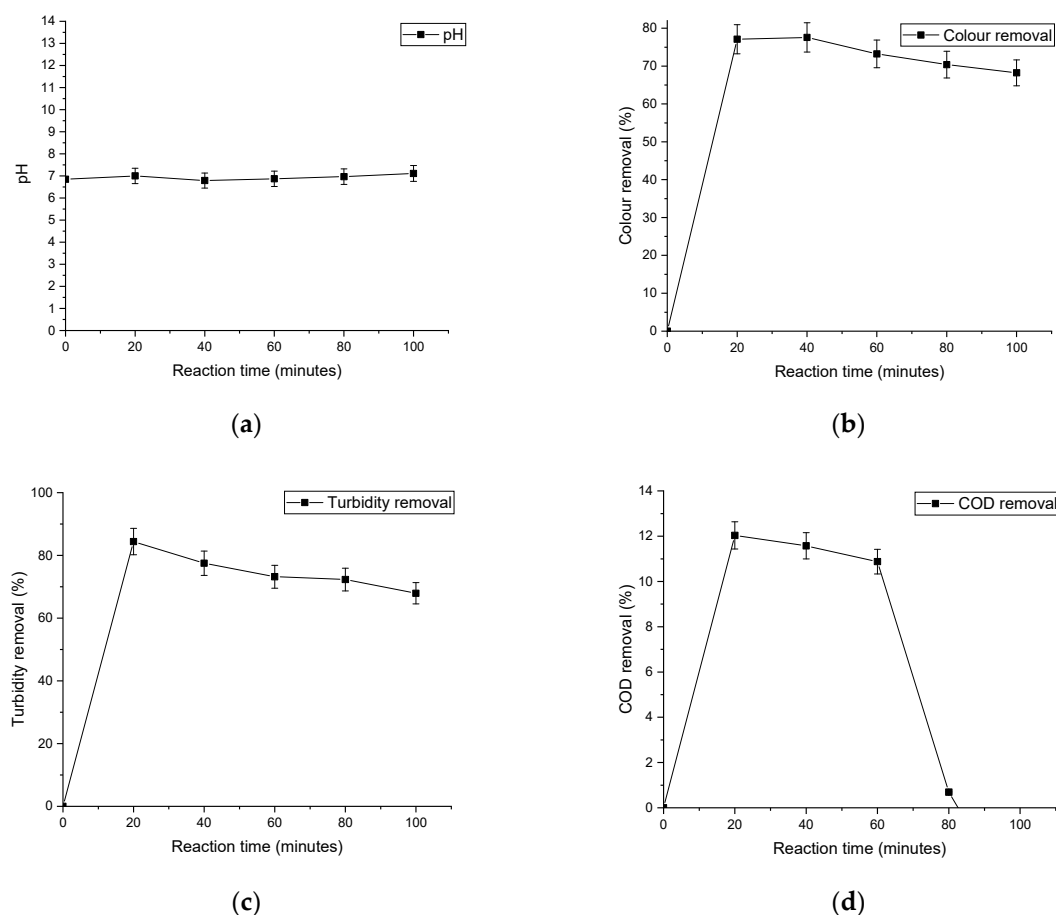 14
13
12
11
10
9
8
7
6
5
4
3
2
1
0
pH
pH
0 20 40 60 80 100
Reaction time (minutes)
(a)
80
70
60
50
40
30
20
10
0
Colour removal (%)
Colour removal
0 20 40 60 80 100
Reaction time (minutes)
(b)
100
80
60
40
20
0
Turbidity removal (%)
Turbidity removal
0 20 40 60 80 100
Reaction time (minutes)
(c)
14
12
10
8
6
4
2
0
COD removal (%)
COD removal
0 20 40 60 80 100
Reaction time (minutes)
(d)